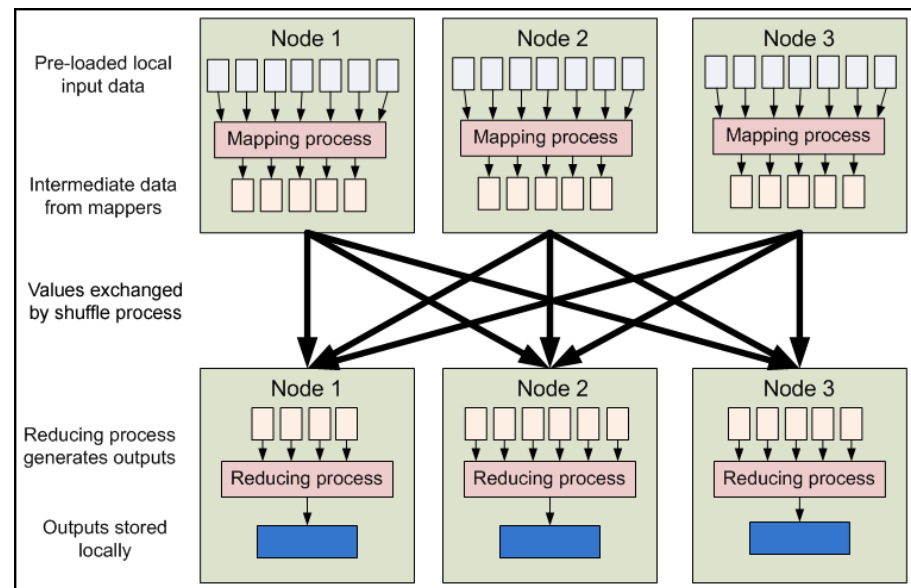 Node 1
Node 2
Node 3
Pre-loaded local
input data
Mapping process
Mapping process
Mapping process
Intermediate data
from mappers
Values exchanged
by shuffle process
Node 1
Node 2
Node 3
Reducing process
generates outputs
Reducing process
Reducing process
Reducing process
Outputs stored
locally